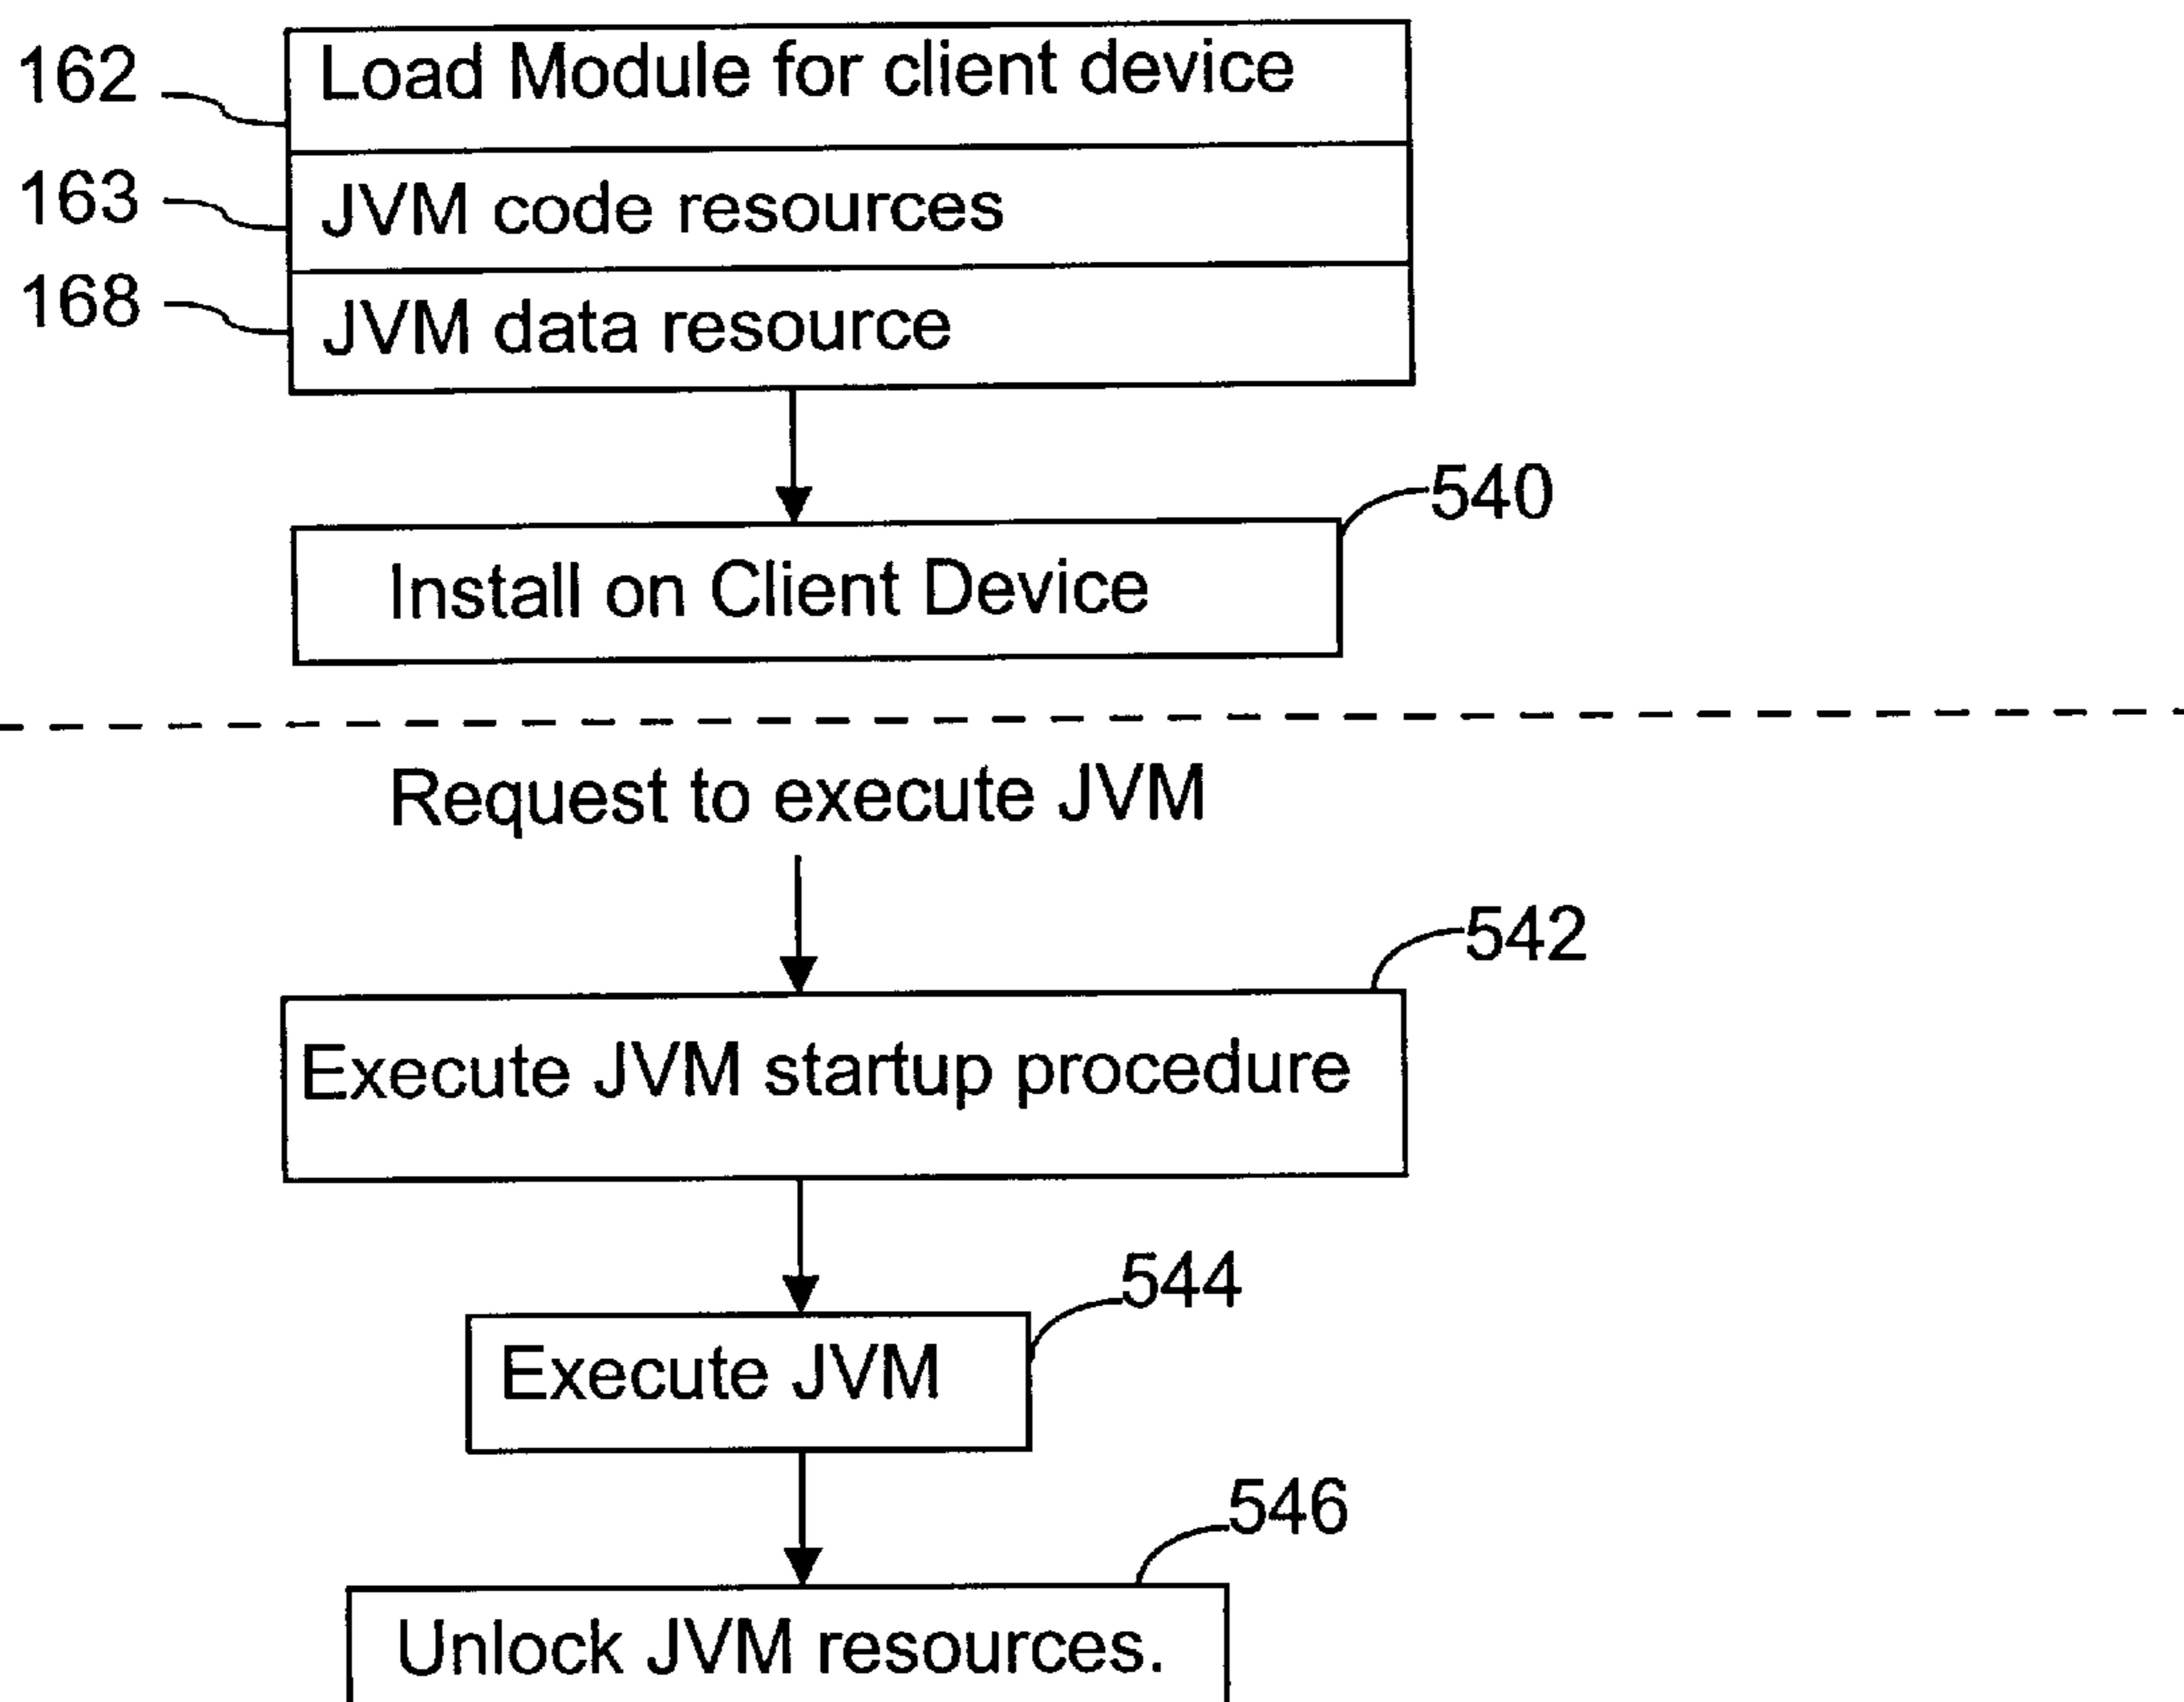 162
Load Module for client device
163
JVM code resources
168
JVM data resource
540
Install on Client Device
Request to execute JVM
542
Execute JVM startup procedure
544
Execute JVM
546
Unlock JVM resources.